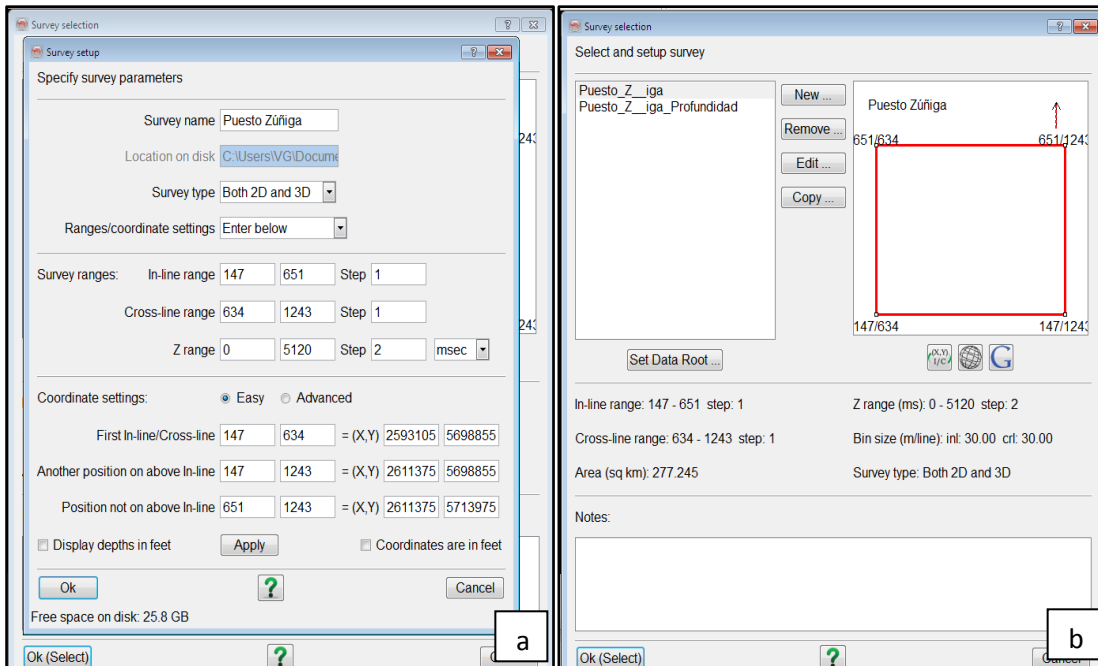 Survey selection
Survey setup
Specify survey parameters
Survey name Puesto Zúñiga
Location on disk C:\Users\VG\Docume
Survey type Both 2D and 3D
Ranges/coordinate settings Enter below
Survey ranges: In-line range 147 651 Step 1
Cross-line range 634 1243 Step 1
Z range 0 5120 Step 2 msec
Coordinate settings: Easy Advanced
First In-line/Cross-line 147 634 = (X,Y) 2593105 5698855
Another position on above In-line 147 1243 = (X,Y) 2611375 5698855
Position not on above In-line 651 1243 = (X,Y) 2611375 5713975
Display depths in feet Apply Coordinates are in feet
Ok ? Cancel
Free space on disk: 25.8 GB
Ok (Select) ?
a
Survey selection
Select and setup survey
Puesto_Z__iga
Puesto_Z__iga_Profundidad
New ...
Remove ...
Edit ...
Copy ...
Puesto Zúñiga
651/634 651/1243
147/634 147/1243
Set Data Root ...
(X,Y) I/C G
In-line range: 147 - 651 step: 1 Z range (ms): 0 - 5120 step: 2
Cross-line range: 634 - 1243 step: 1 Bin size (m/line): inl: 30.00 crl: 30.00
Area (sq km): 277.245 Survey type: Both 2D and 3D
Notes:
Ok (Select) ? Cancel
b